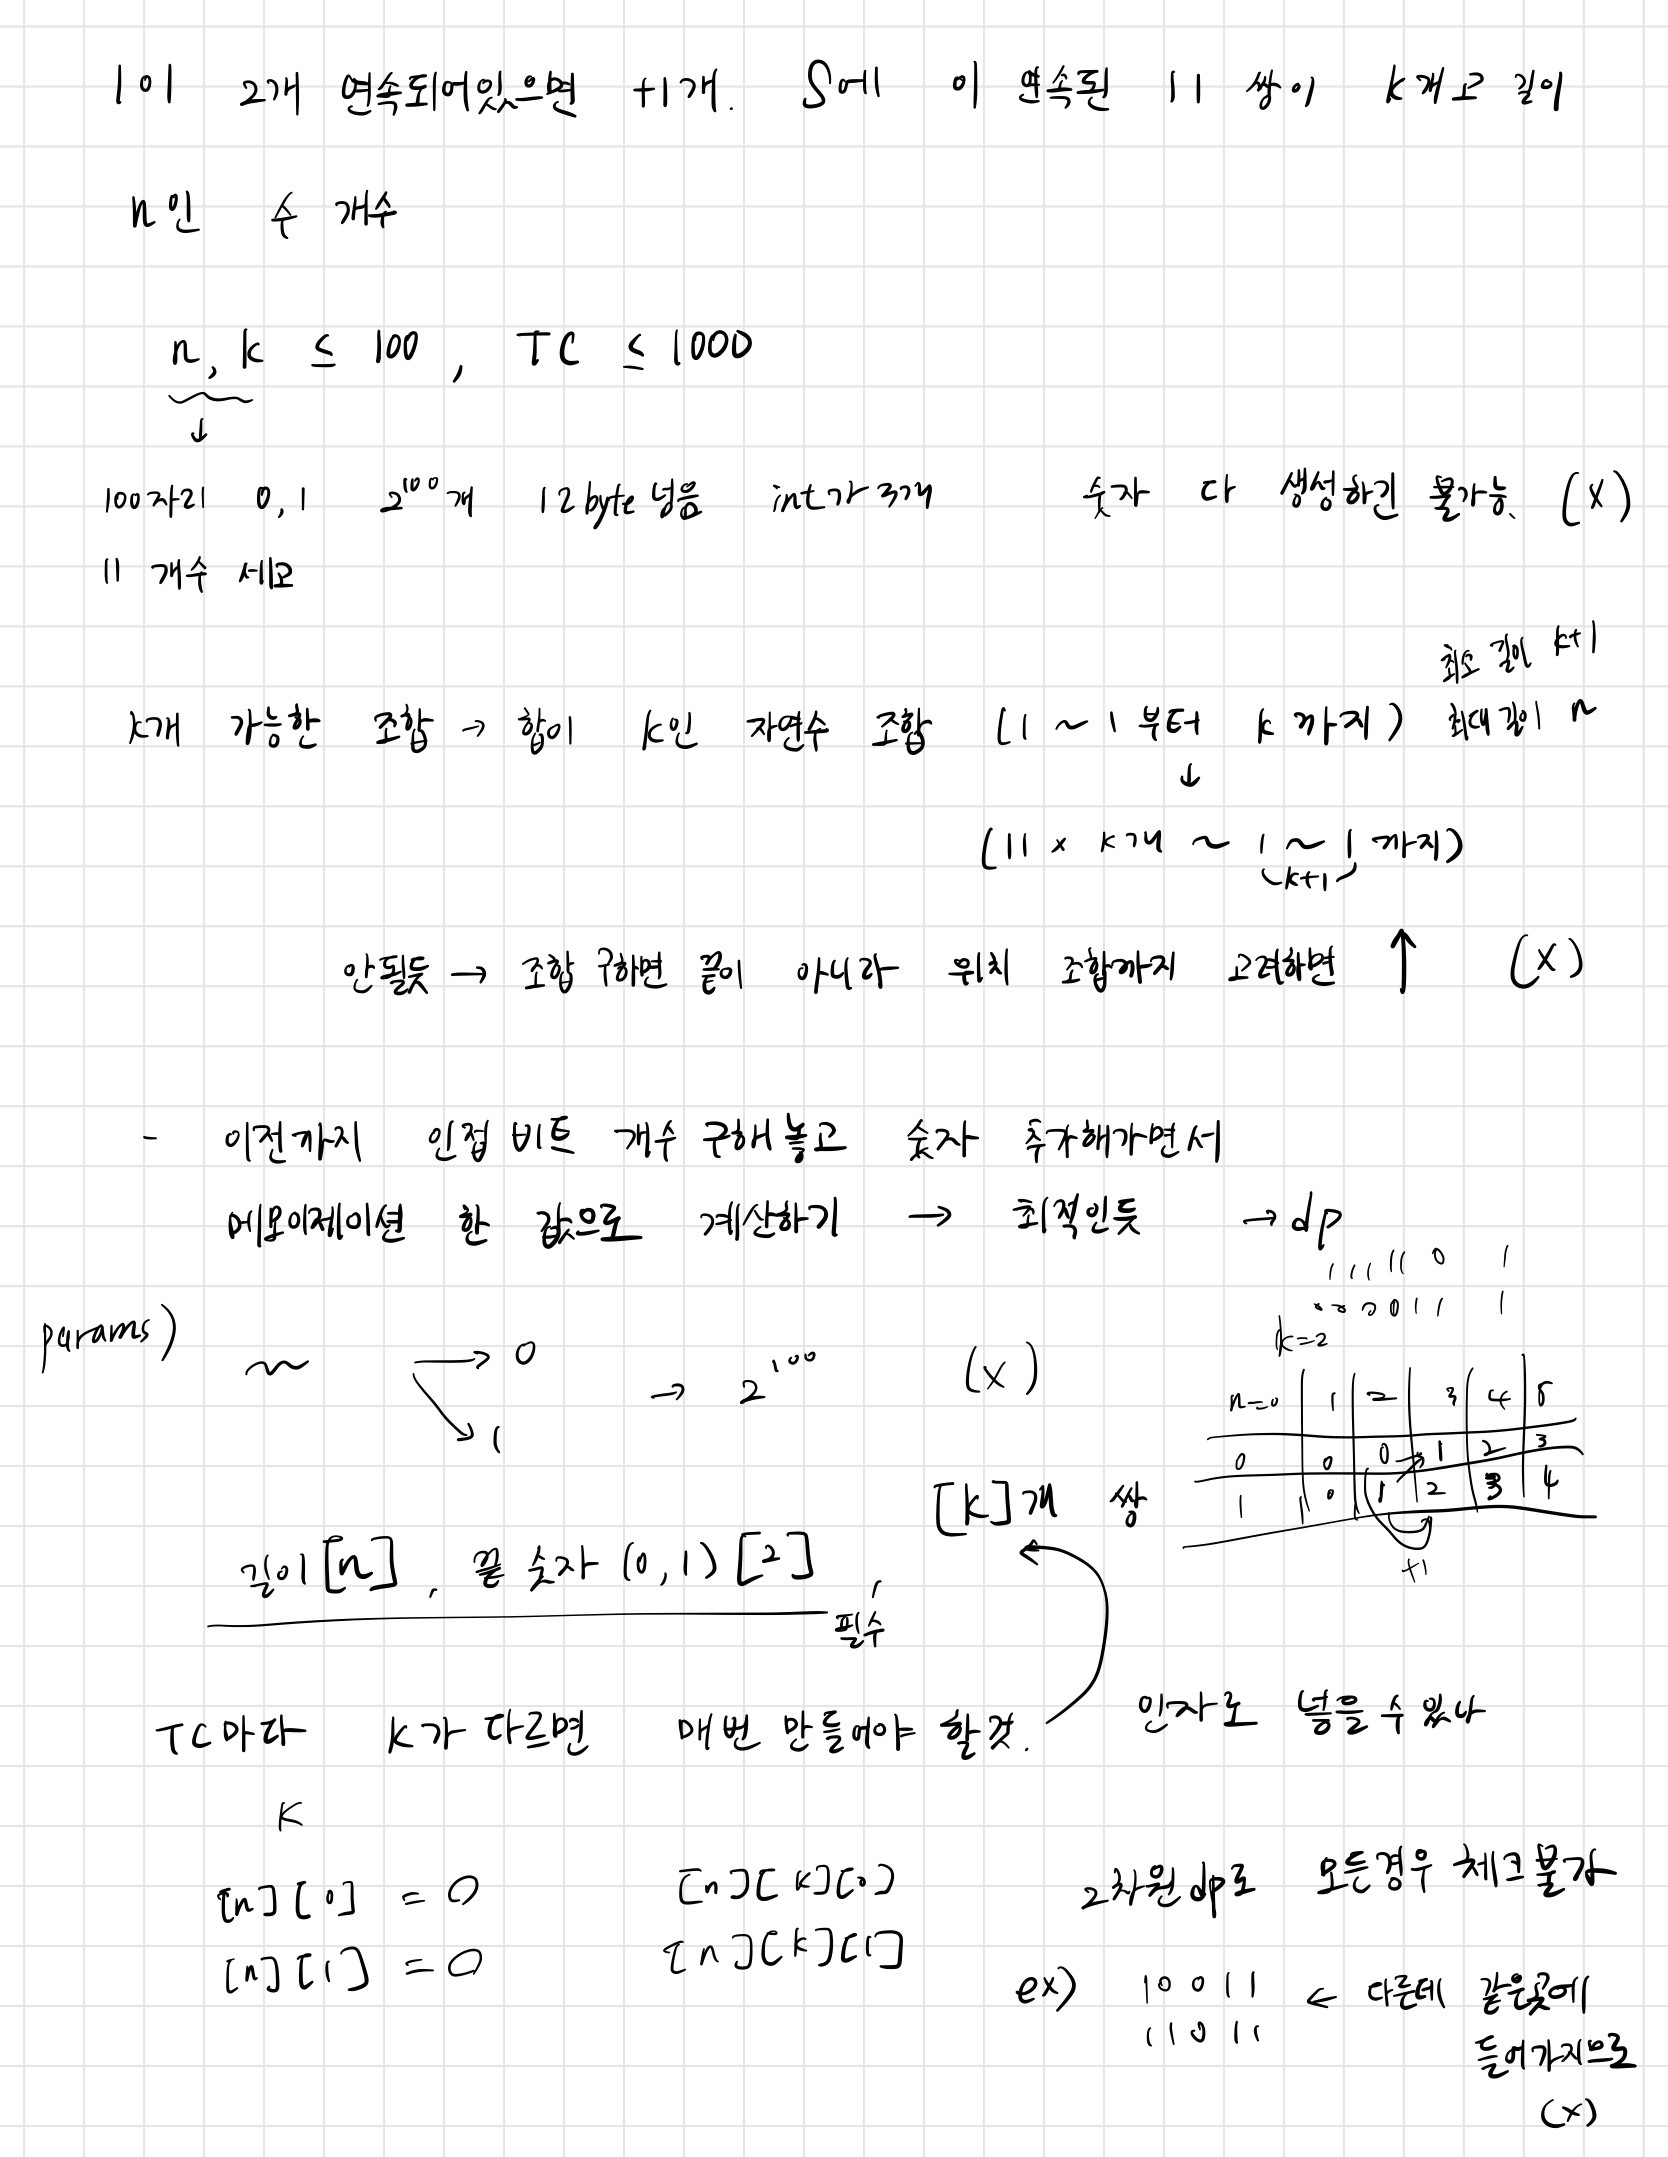 1이 2개 연속되어있으면 +1개. S에 이 연속된 11 쌍이 k개고 길이
n인 수 개수
n, k ≤ 100, TC ≤ 1000
↓
100자리 0,1 2^100개 12byte 넘음 int가 3개 숫자 다 생성하긴 불가능. (X)
11 개수 세고
최소 길이 k+1
k개 가능한 조합 → 합이 k인 자연수 조합 (1 ~ 1부터 k까지) 최대 길이 n
↓
(11 x k개 ~ 1 ~ 1 까지)
k+1
안될듯 → 조합 구하면 끝이 아니라 위치 조합까지 고려하면 ↑ (X)
- 이전까지 인접 비트 개수 구해놓고 숫자 추가해가면서
메모이제이션 한 값으로 계산하기 → 최적인듯 → dp
1 1 1 1 1 0 1
0 0 1 1 1
k=2
params) ~ → 0 → 2^100 (X)
1
n=0 1 2 3 4 5
0 0 0 1 2 3
1 0 1 2 3 4
+1
[k]개 쌍
길이[n], 끝 숫자 (0,1) [2]
필수
TC마다 k가 다르면 매번 만들어야 할것. 인자로 넣을 수 있나
K
[n][0] = 0 [n][k][0] 2차원 dp로 모든경우 체크불가
[n][1] = 0 [n][k][1]
ex) 10011 ← 다른데 같은곳에
11011 들어가지므로
(x)